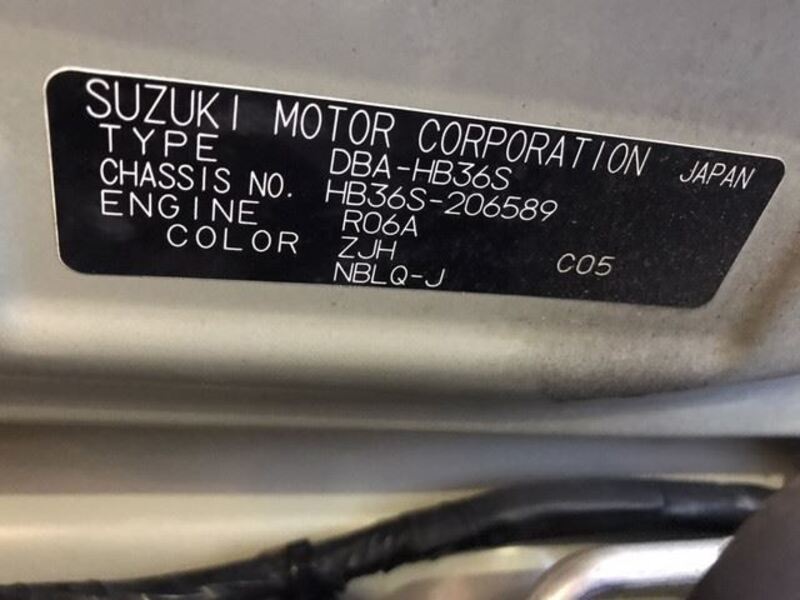 SUZUKI MOTOR CORPORATION JAPAN
TYPE DBA-HB36S
CHASSIS NO. HB36S-206589
ENGINE R06A
COLOR ZJH C05
NBLQ-J